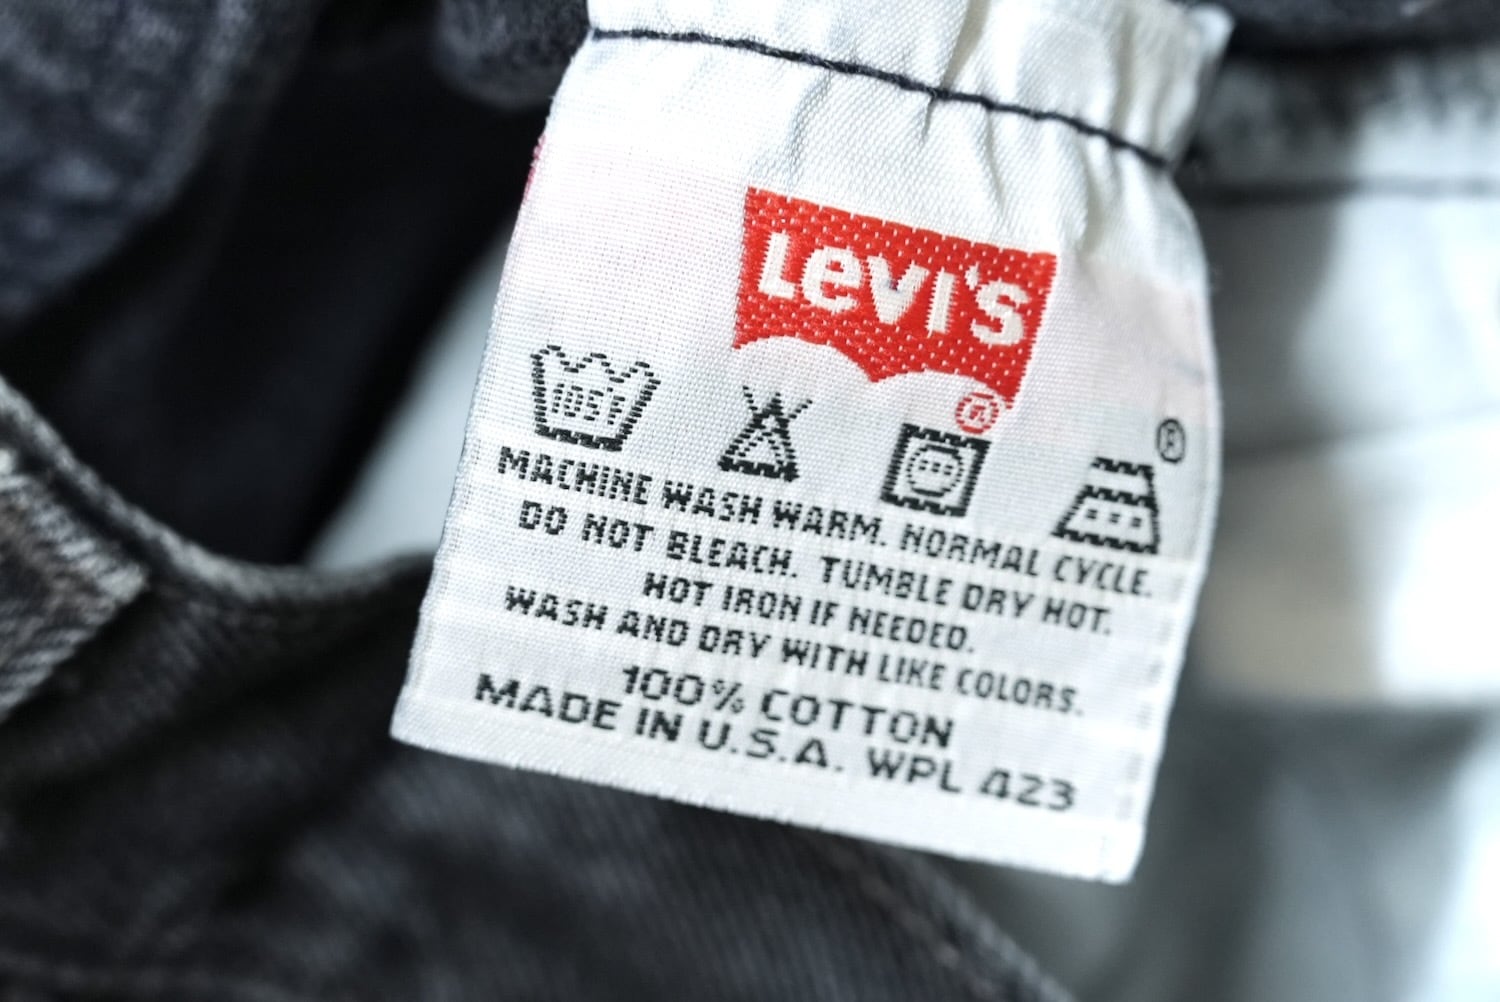 Levi's
®
105°F
®
MACHINE WASH WARM. NORMAL CYCLE.
DO NOT BLEACH. TUMBLE DRY HOT.
HOT IRON IF NEEDED.
WASH AND DRY WITH LIKE COLORS.
100% COTTON
MADE IN U.S.A. WPL 423